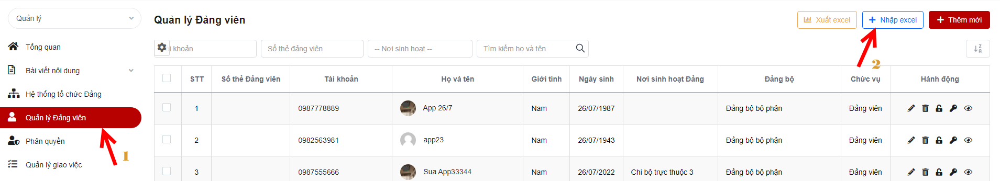 Quản lý
Quản lý Đảng viên
Xuất excel
Nhập excel
Thêm mới
Tổng quan
Bài viết nội dung
Hệ thống tổ chức Đảng
Quản lý Đảng viên
Phân quyền
Quản lý giao việc
1
2
i khoản
Số thẻ đảng viên
-- Nơi sinh hoạt --
Tìm kiếm họ và tên
STT Số thẻ Đảng viên Tài khoản Họ và tên Giới tính Ngày sinh Nơi sinh hoạt Đảng Đảng bộ Chức vụ Hành động
1 0987778889 App 26/7 Nam 26/07/1987 Đảng bộ bộ phận Đảng viên
2 0982563981 app23 Nam 26/07/1943 Đảng bộ bộ phận Đảng viên
3 0987555666 Sua App33344 Nam 26/07/2022 Chi bộ trực thuộc 3 Đảng bộ bộ phận Đảng viên